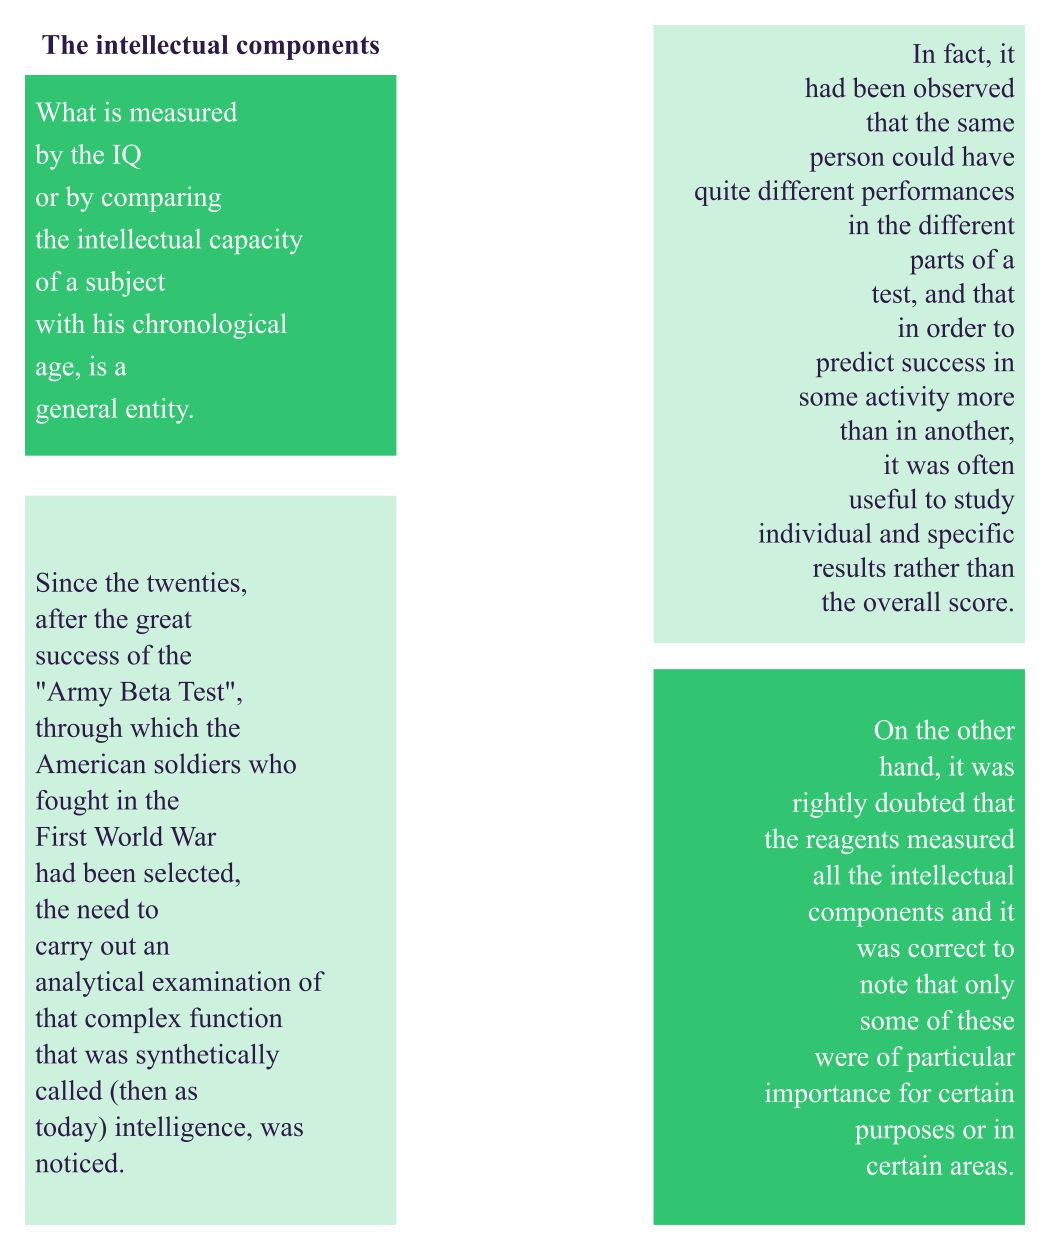 The intellectual components
What is measured
by the IQ
or by comparing
the intellectual capacity
of a subject
with his chronological
age, is a
general entity.
Since the twenties,
after the great
success of the
"Army Beta Test",
through which the
American soldiers who
fought in the
First World War
had been selected,
the need to
carry out an
analytical examination of
that complex function
that was synthetically
called (then as
today) intelligence, was
noticed.
In fact, it
had been observed
that the same
person could have
quite different performances
in the different
parts of a
test, and that
in order to
predict success in
some activity more
than in another,
it was often
useful to study
individual and specific
results rather than
the overall score.
On the other
hand, it was
rightly doubted that
the reagents measured
all the intellectual
components and it
was correct to
note that only
some of these
were of particular
importance for certain
purposes or in
certain areas.